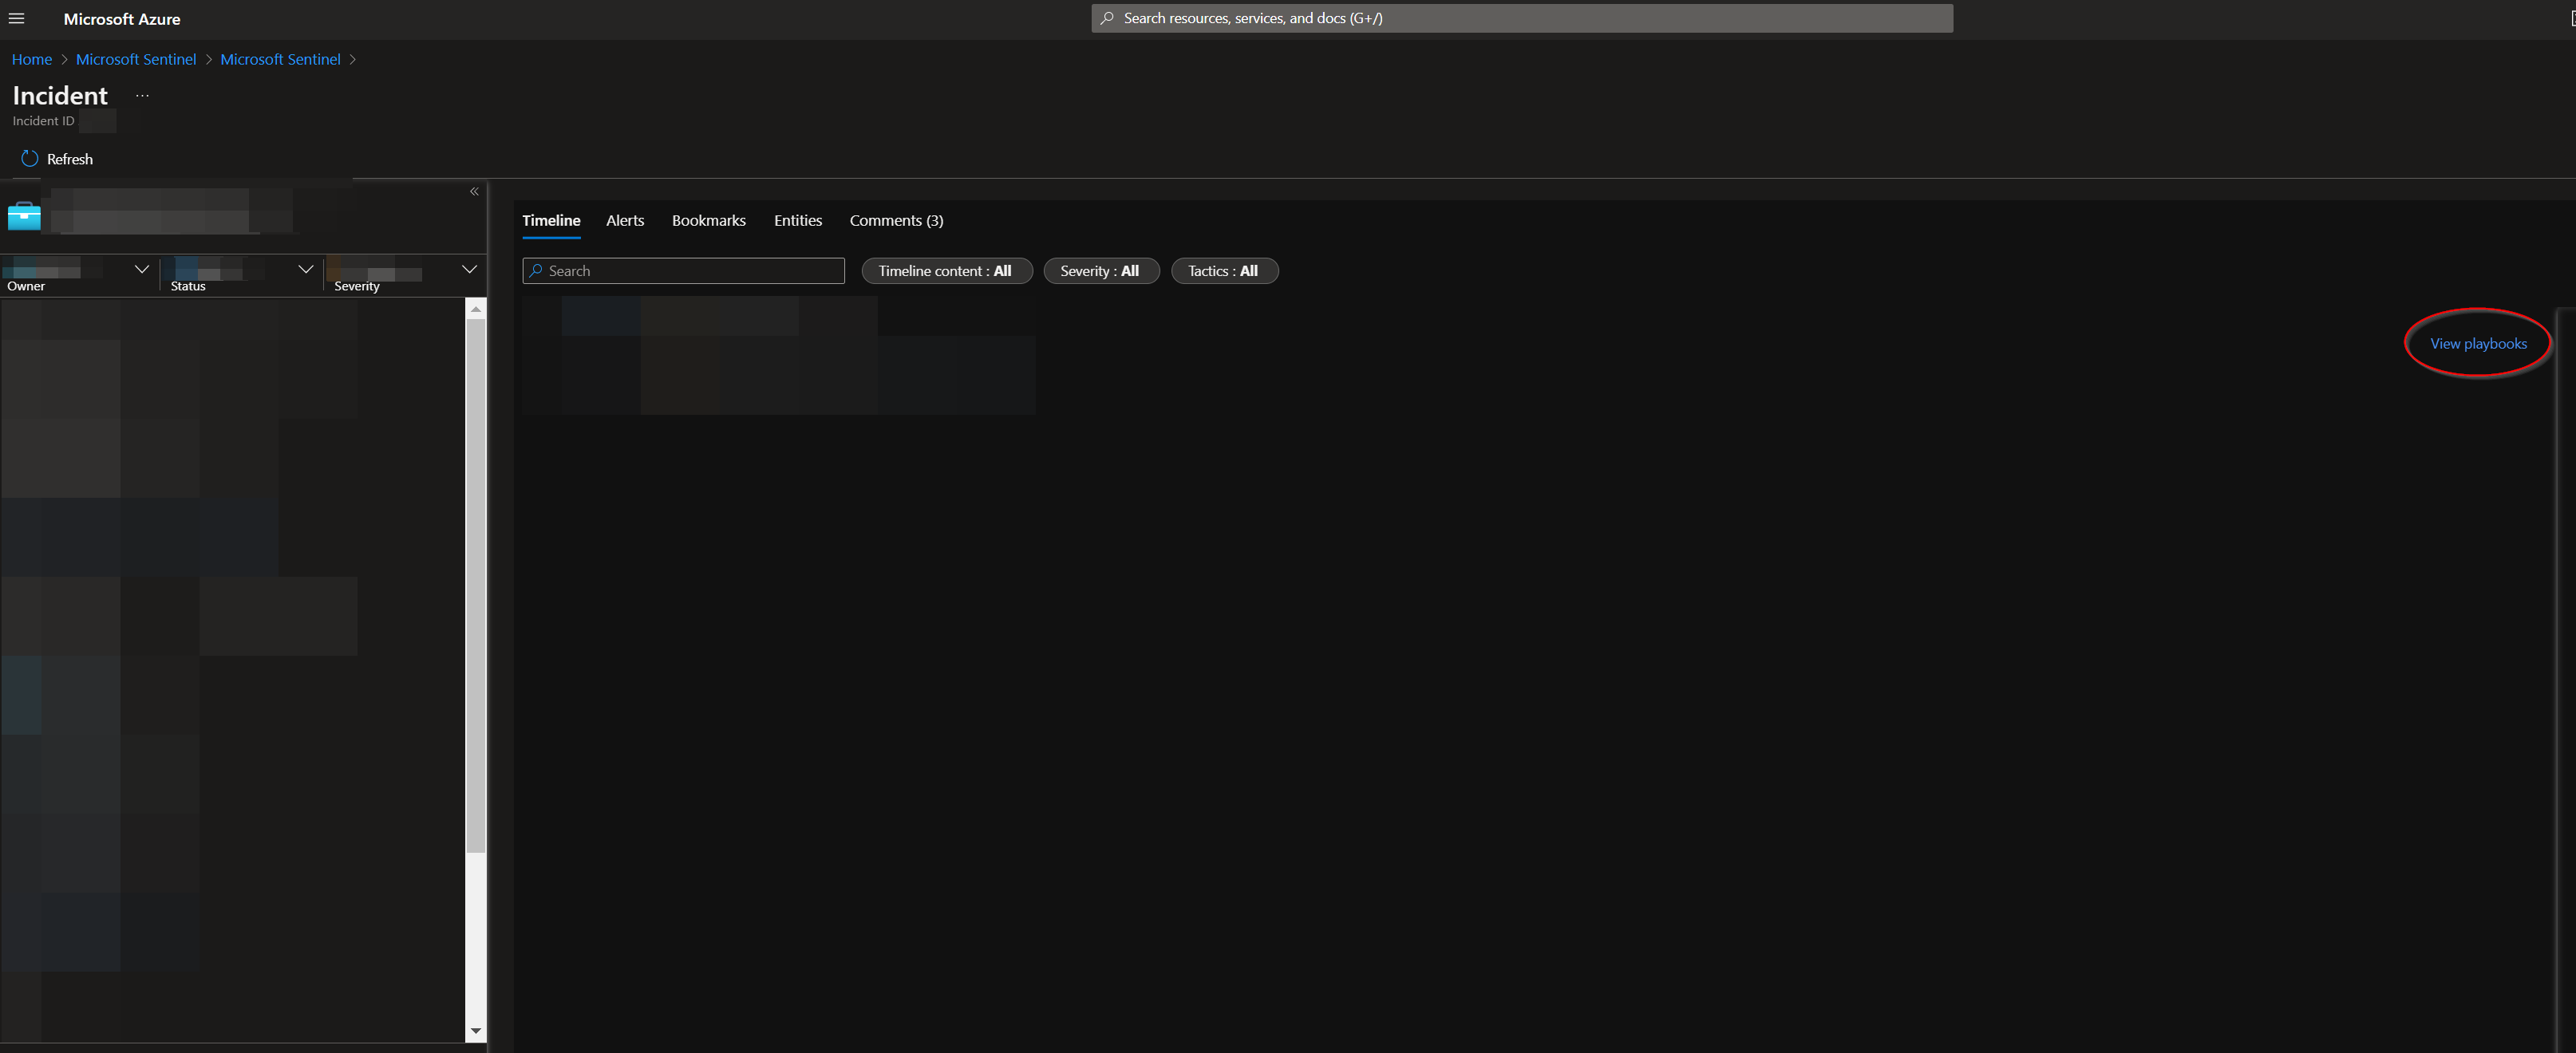 Microsoft Azure
Search resources, services, and docs (G+/)
Home > Microsoft Sentinel > Microsoft Sentinel >
Incident ...
Incident ID
Refresh
«
Owner
Status
Severity
Timeline Alerts Bookmarks Entities Comments (3)
Search
Timeline content : All
Severity : All
Tactics : All
View playbooks